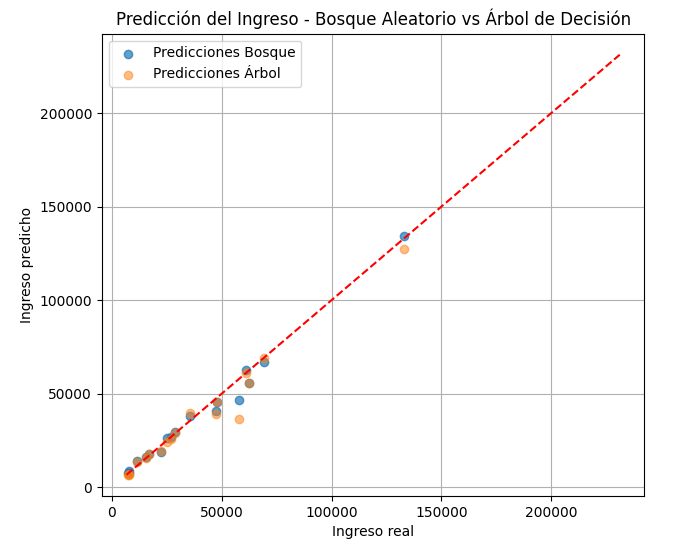 Predicción del Ingreso - Bosque Aleatorio vs Árbol de Decisión
Predicciones Bosque
Predicciones Árbol
200000
150000
100000
50000
0
Ingreso predicho
0 50000 100000 150000 200000
Ingreso real